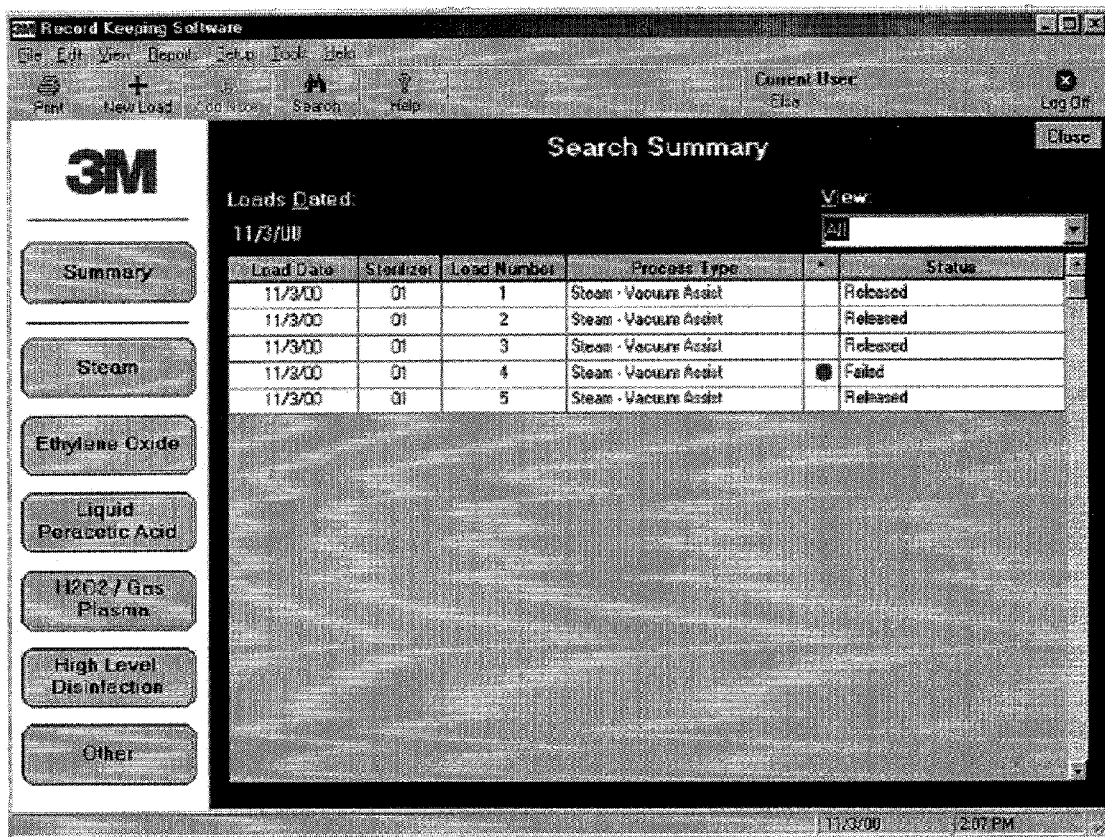 3M Record Keeping Software
File Edit View Report Setup Tools Help
Print New Load Search Help
Current User:
Elsa
Log Off
3M
Search Summary
Close
Loads Dated:
View:
11/3/00
All
Load Date Sterilizer Load Number Process Type * Status
11/3/00 01 1 Steam - Vacuum Assist Released
11/3/00 01 2 Steam - Vacuum Assist Released
11/3/00 01 3 Steam - Vacuum Assist Released
11/3/00 01 4 Steam - Vacuum Assist Failed
11/3/00 01 5 Steam - Vacuum Assist Released
Summary
Steam
Ethylene Oxide
Liquid
Peracetic Acid
H2O2 / Gas
Plasma
High Level
Disinfection
Other
11/3/00 2:07 PM